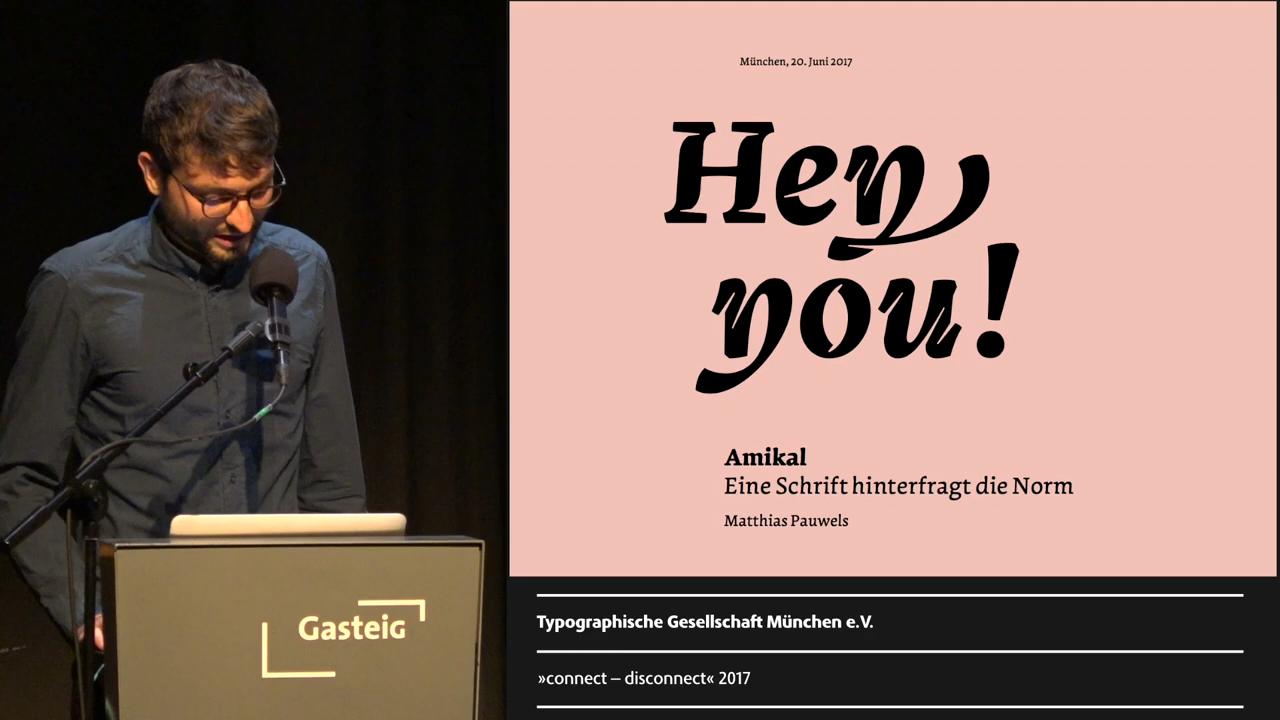 München, 20. Juni 2017
Hey
you!
Amikal
Eine Schrift hinterfragt die Norm
Matthias Pauwels
Gasteig
Typographische Gesellschaft München e.V.
»connect – disconnect« 2017